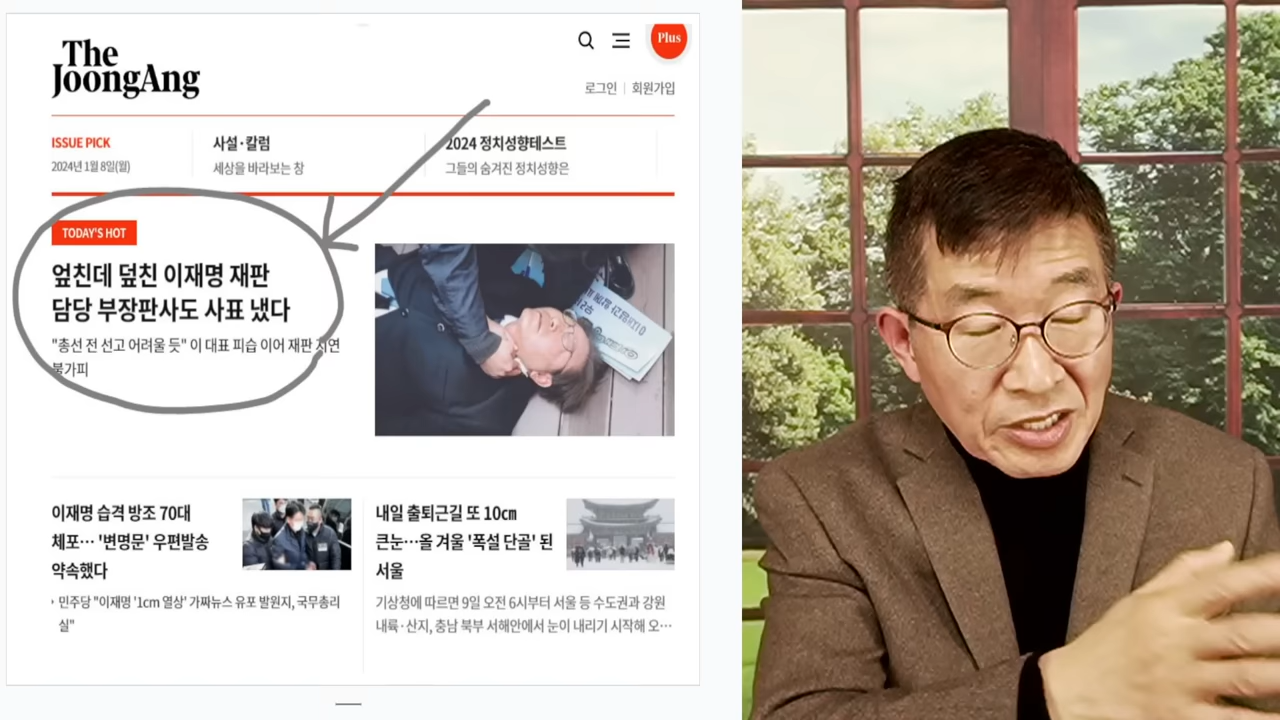 The
JoongAng
Plus
로그인 | 회원가입
ISSUE PICK
2024년 1월 8일(월)
사설·칼럼
세상을 바라보는 창
2024 정치성향테스트
그들의 숨겨진 정치성향은
TODAY'S HOT
엎친데 덮친 이재명 재판
담당 부장판사도 사표 냈다
"총선 전 선고 어려울 듯" 이 대표 피습 이어 재판 지연
불가피
이재명 습격 방조 70대
체포… '변명문' 우편발송
약속했다
민주당 "이재명 '1cm 열상' 가짜뉴스 유포 발원지, 국무총리
실"
내일 출퇴근길 또 10㎝
큰눈…올 겨울 '폭설 단골' 된
서울
기상청에 따르면 9일 오전 6시부터 서울 등 수도권과 강원
내륙·산지, 충남 북부 서해안에서 눈이 내리기 시작해 오…